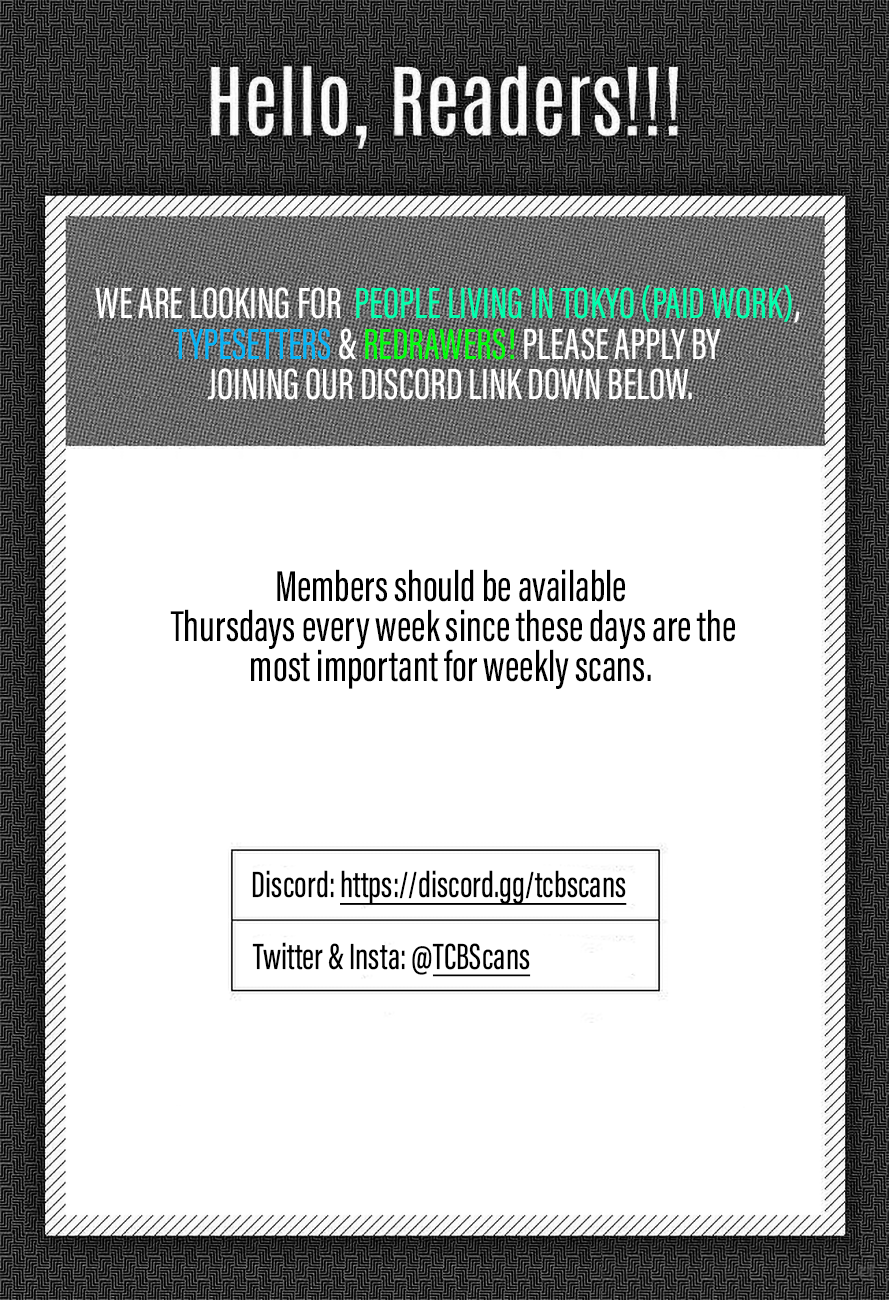 Hello, Readers!!!
WE ARE LOOKING FOR PEOPLE LIVING IN TOKYO (PAID WORK),
TYPESETTERS & REDRAWERS! PLEASE APPLY BY
JOINING OUR DISCORD LINK DOWN BELOW.
Members should be available
Thursdays every week since these days are the
most important for weekly scans.
Discord: https://discord.gg/tcbscans
Twitter & Insta: @TCBScans